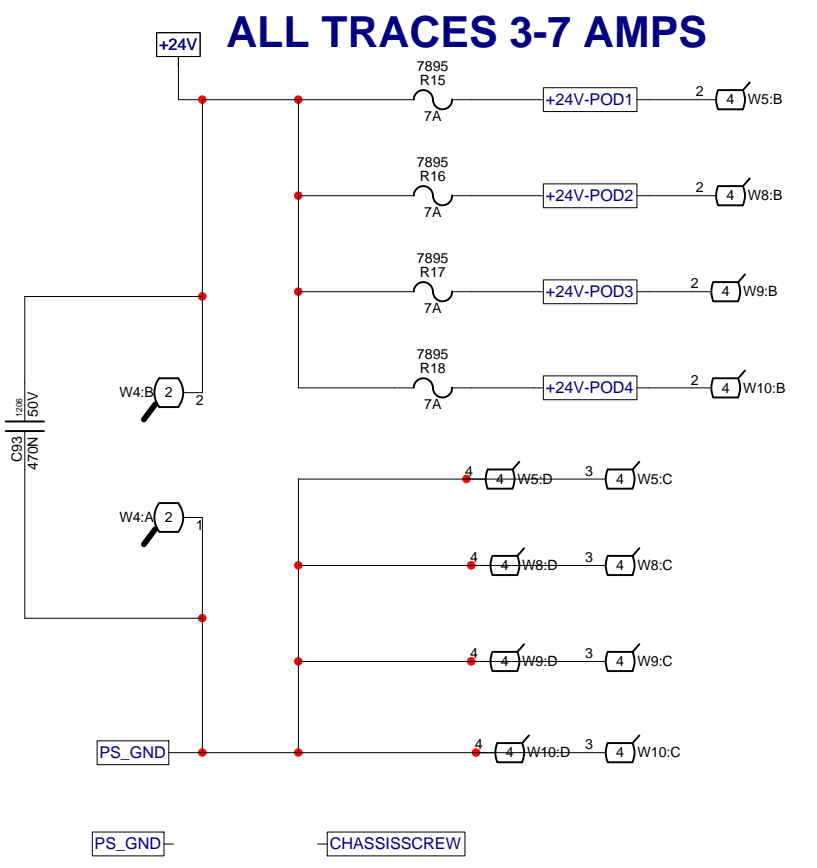 ALL TRACES 3-7 AMPS
+24V
7895
R15
7A
+24V-POD1
2
4
W5:B
7895
R16
7A
+24V-POD2
2
4
W8:B
7895
R17
7A
+24V-POD3
2
4
W9:B
7895
R18
7A
+24V-POD4
2
4
W10:B
W4:B
2
2
C93
470N
1206
50V
W4:A
2
1
4
4
W5:D
3
4
W5:C
4
4
W8:D
3
4
W8:C
4
4
W9:D
3
4
W9:C
PS_GND
4
4
W10:D
3
4
W10:C
PS_GND
CHASSISSCREW